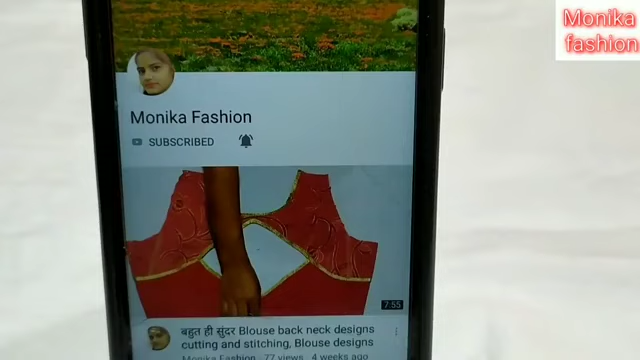 Monika
fashion
Monika Fashion
SUBSCRIBED
7:55
बहुत ही सुंदर Blouse back neck designs
cutting and stitching, Blouse designs
Monika Fashion · 77 views · 4 weeks ago